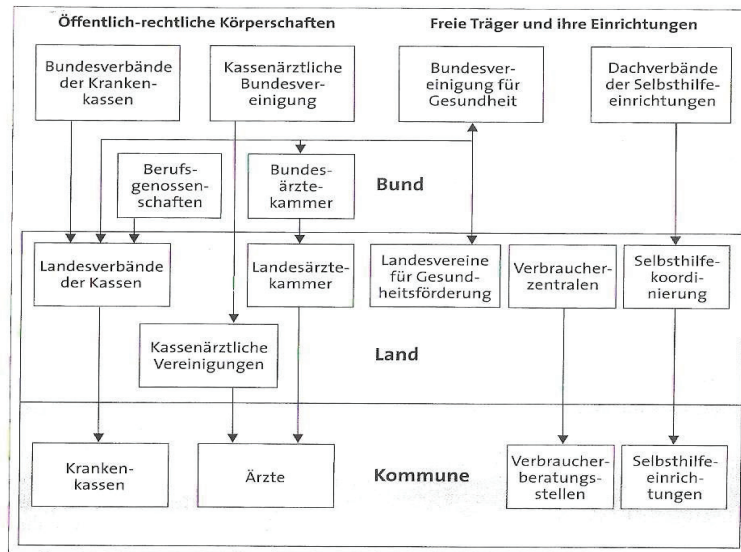 Öffentlich-rechtliche Körperschaften
Freie Träger und ihre Einrichtungen
Bundesverbände
der Kranken-
kassen
Kassenärztliche
Bundesver-
einigung
Bundesver-
einigung für
Gesundheit
Dachverbände
der Selbsthilfe-
einrichtungen
Berufs-
genossen-
schaften
Bundes-
ärzte-
kammer
Bund
Landesverbände
der Kassen
Landesärzte-
kammer
Landesvereine
für Gesund-
heitsförderung
Verbraucher-
zentralen
Selbsthilfe-
koordi-
nierung
Kassenärztliche
Vereinigungen
Land
Kranken-
kassen
Ärzte
Kommune
Verbraucher-
beratungs-
stellen
Selbsthilfe-
einrich-
tungen